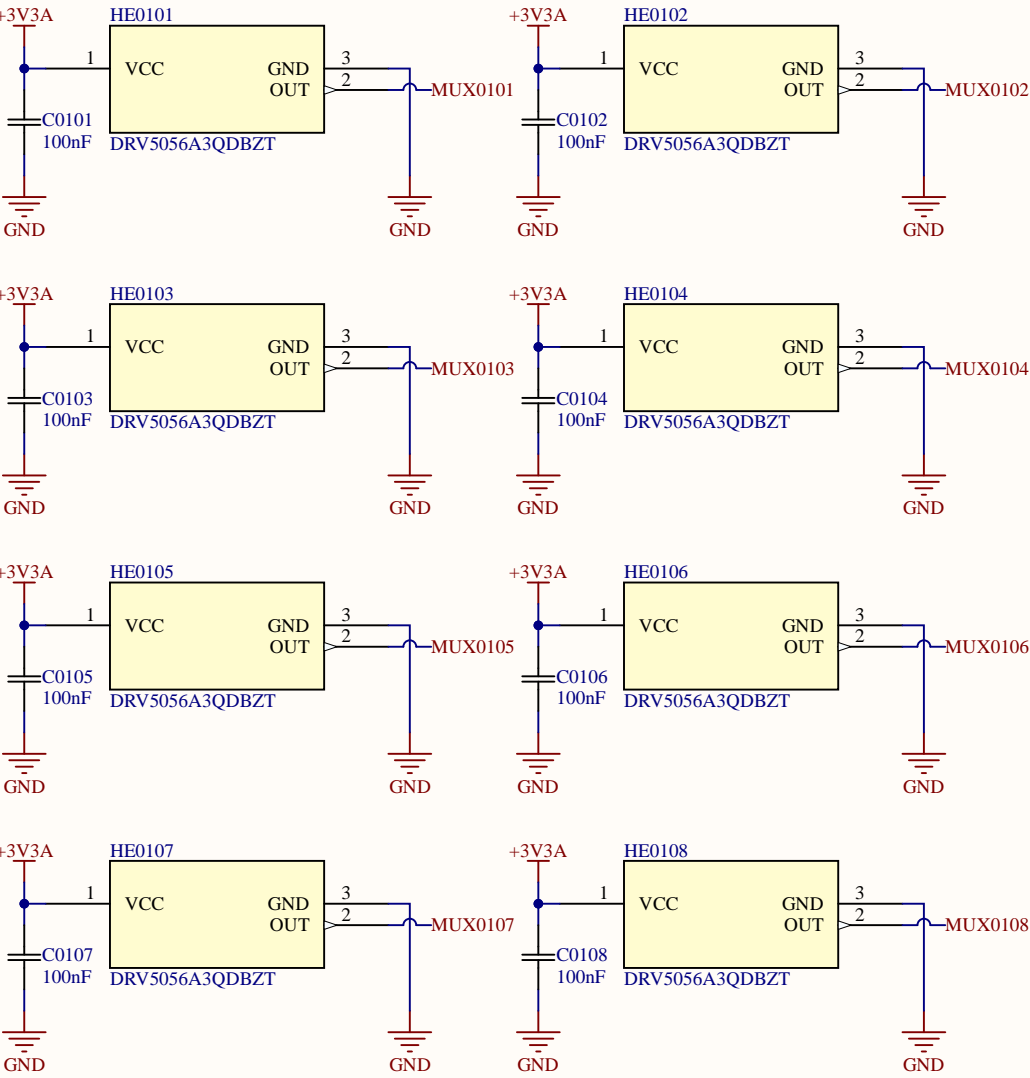 +3V3A HE0101 +3V3A HE0102
1 VCC GND 3 1 VCC GND 3
OUT 2 MUX0101 OUT 2 MUX0102
C0101 C0102
100nF DRV5056A3QDBZT 100nF DRV5056A3QDBZT
GND GND GND GND
+3V3A HE0103 +3V3A HE0104
1 VCC GND 3 1 VCC GND 3
OUT 2 MUX0103 OUT 2 MUX0104
C0103 C0104
100nF DRV5056A3QDBZT 100nF DRV5056A3QDBZT
GND GND GND GND
+3V3A HE0105 +3V3A HE0106
1 VCC GND 3 1 VCC GND 3
OUT 2 MUX0105 OUT 2 MUX0106
C0105 C0106
100nF DRV5056A3QDBZT 100nF DRV5056A3QDBZT
GND GND GND GND
+3V3A HE0107 +3V3A HE0108
1 VCC GND 3 1 VCC GND 3
OUT 2 MUX0107 OUT 2 MUX0108
C0107 C0108
100nF DRV5056A3QDBZT 100nF DRV5056A3QDBZT
GND GND GND GND